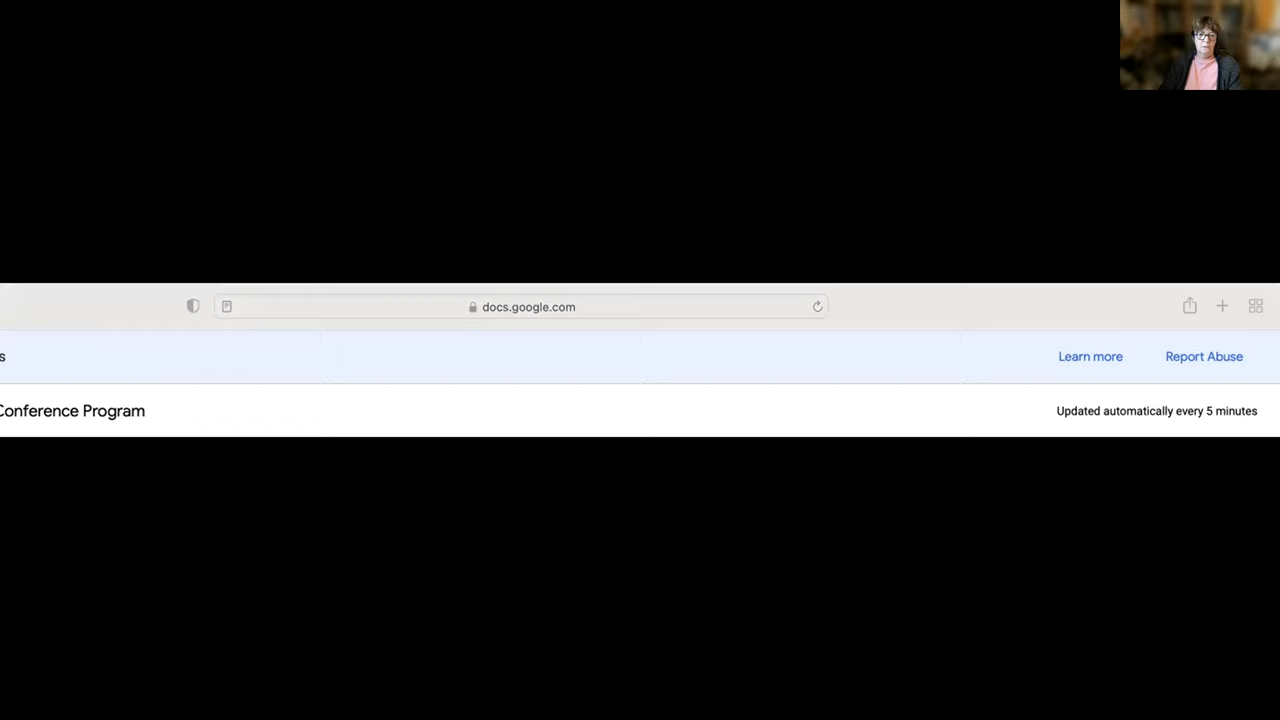 docs.google.com
s
Learn more
Report Abuse
Conference Program
Updated automatically every 5 minutes